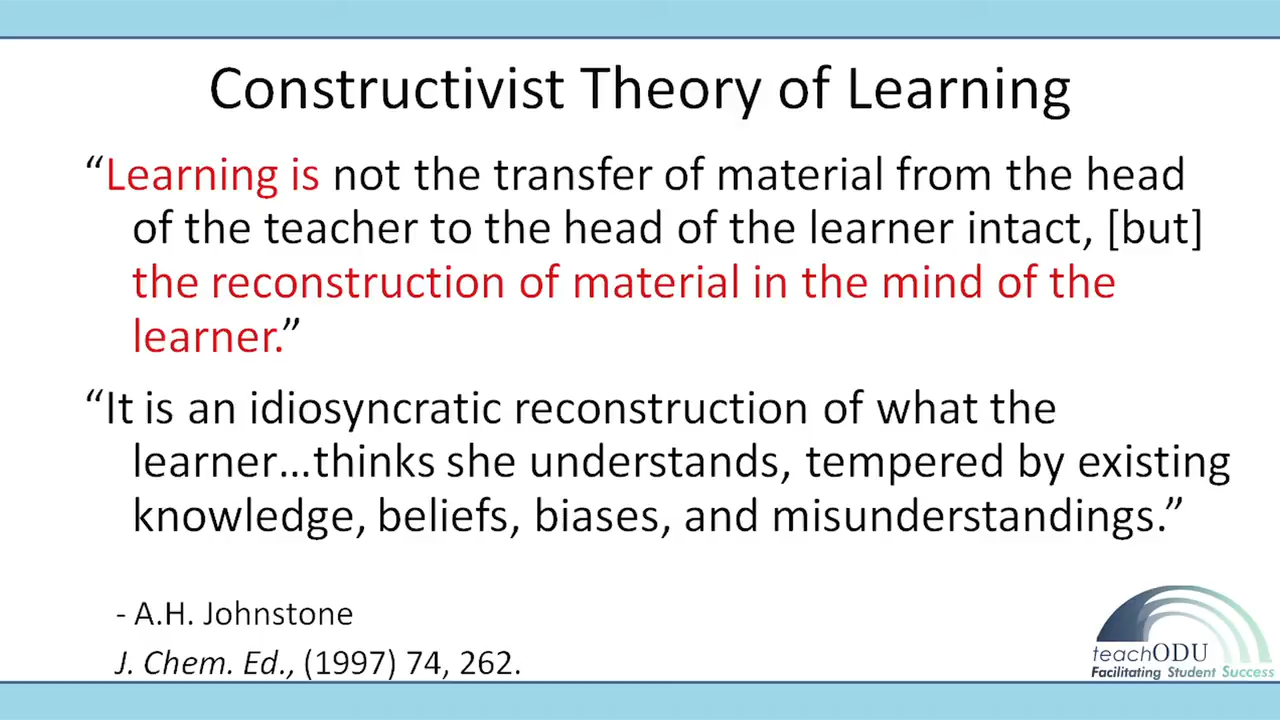 Constructivist Theory of Learning
“Learning is not the transfer of material from the head
of the teacher to the head of the learner intact, [but]
the reconstruction of material in the mind of the
learner.”
“It is an idiosyncratic reconstruction of what the
learner…thinks she understands, tempered by existing
knowledge, beliefs, biases, and misunderstandings.”
- A.H. Johnstone
J. Chem. Ed., (1997) 74, 262.
teachODU
Facilitating Student Success